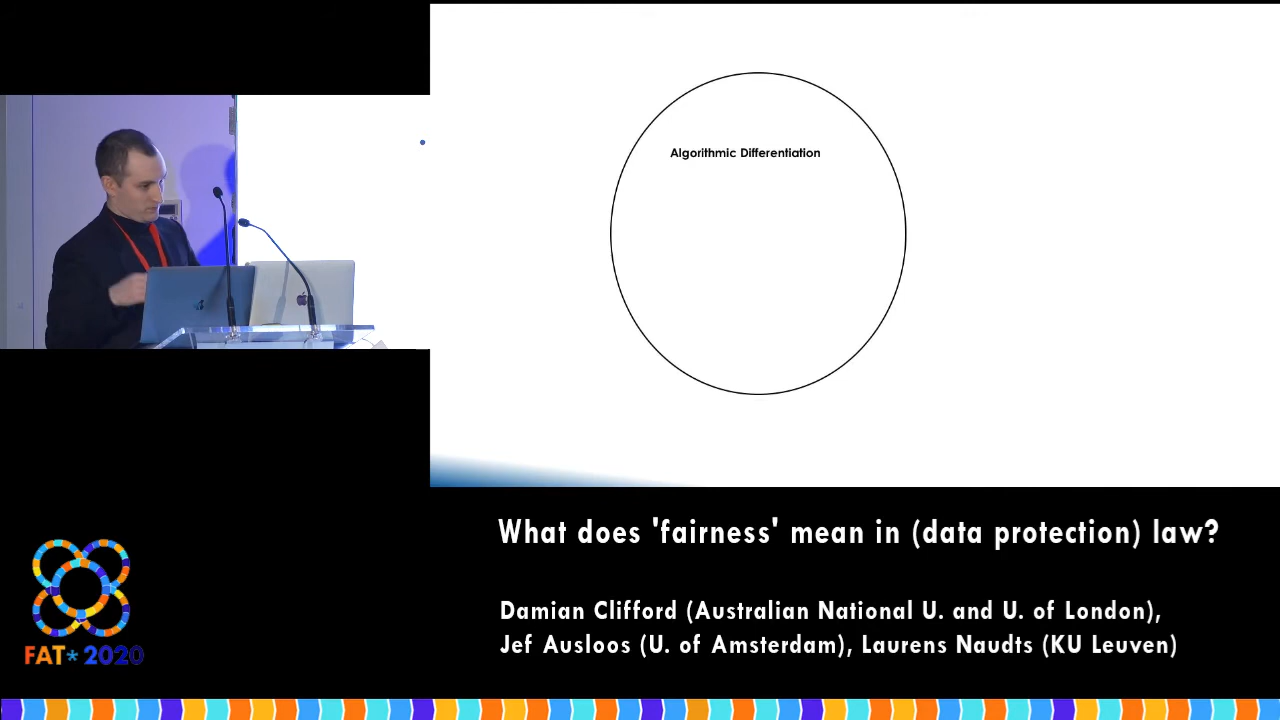 Algorithmic Differentiation
What does 'fairness' mean in (data protection) law?
Damian Clifford (Australian National U. and U. of London),
Jef Ausloos (U. of Amsterdam), Laurens Naudts (KU Leuven)
FAT* 2020